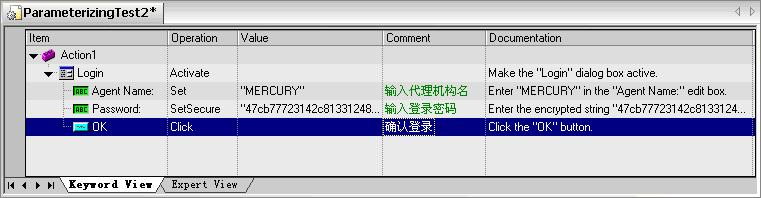 ParameterizingTest2*
Item Operation Value Comment Documentation
Action1
Login Activate Make the "Login" dialog box active.
Agent Name: Set "MERCURY" 输入代理机构名 Enter "MERCURY" in the "Agent Name:" edit box.
Password: SetSecure "47cb77723142c81331248... 输入登录密码 Enter the encrypted string "47cb77723142c8133124...
OK Click 确认登录 Click the "OK" button.
Keyword View Expert View